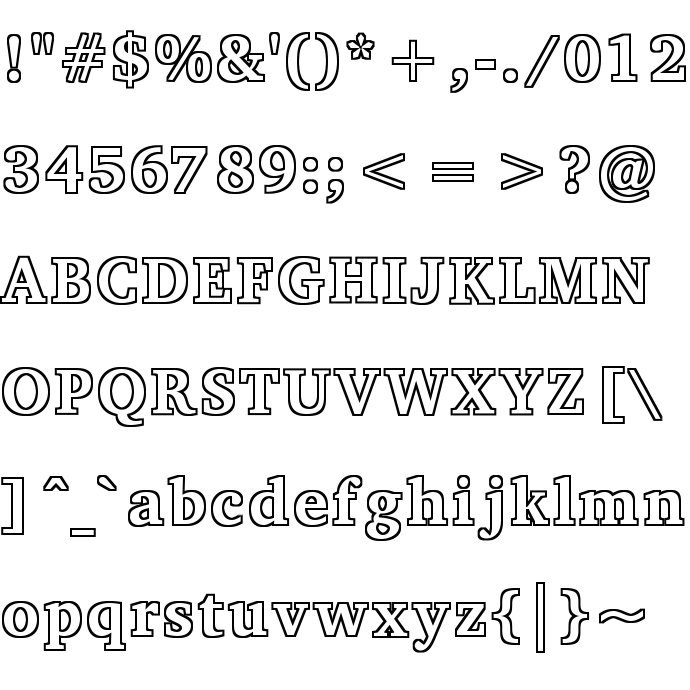 !"#$%&'()*+,-./012
3456789:;<=>?@
ABCDEFGHIJKLMN
OPQRSTUVWXYZ[\
]^_`abcdefghijklmn
opqrstuvwxyz{|}~